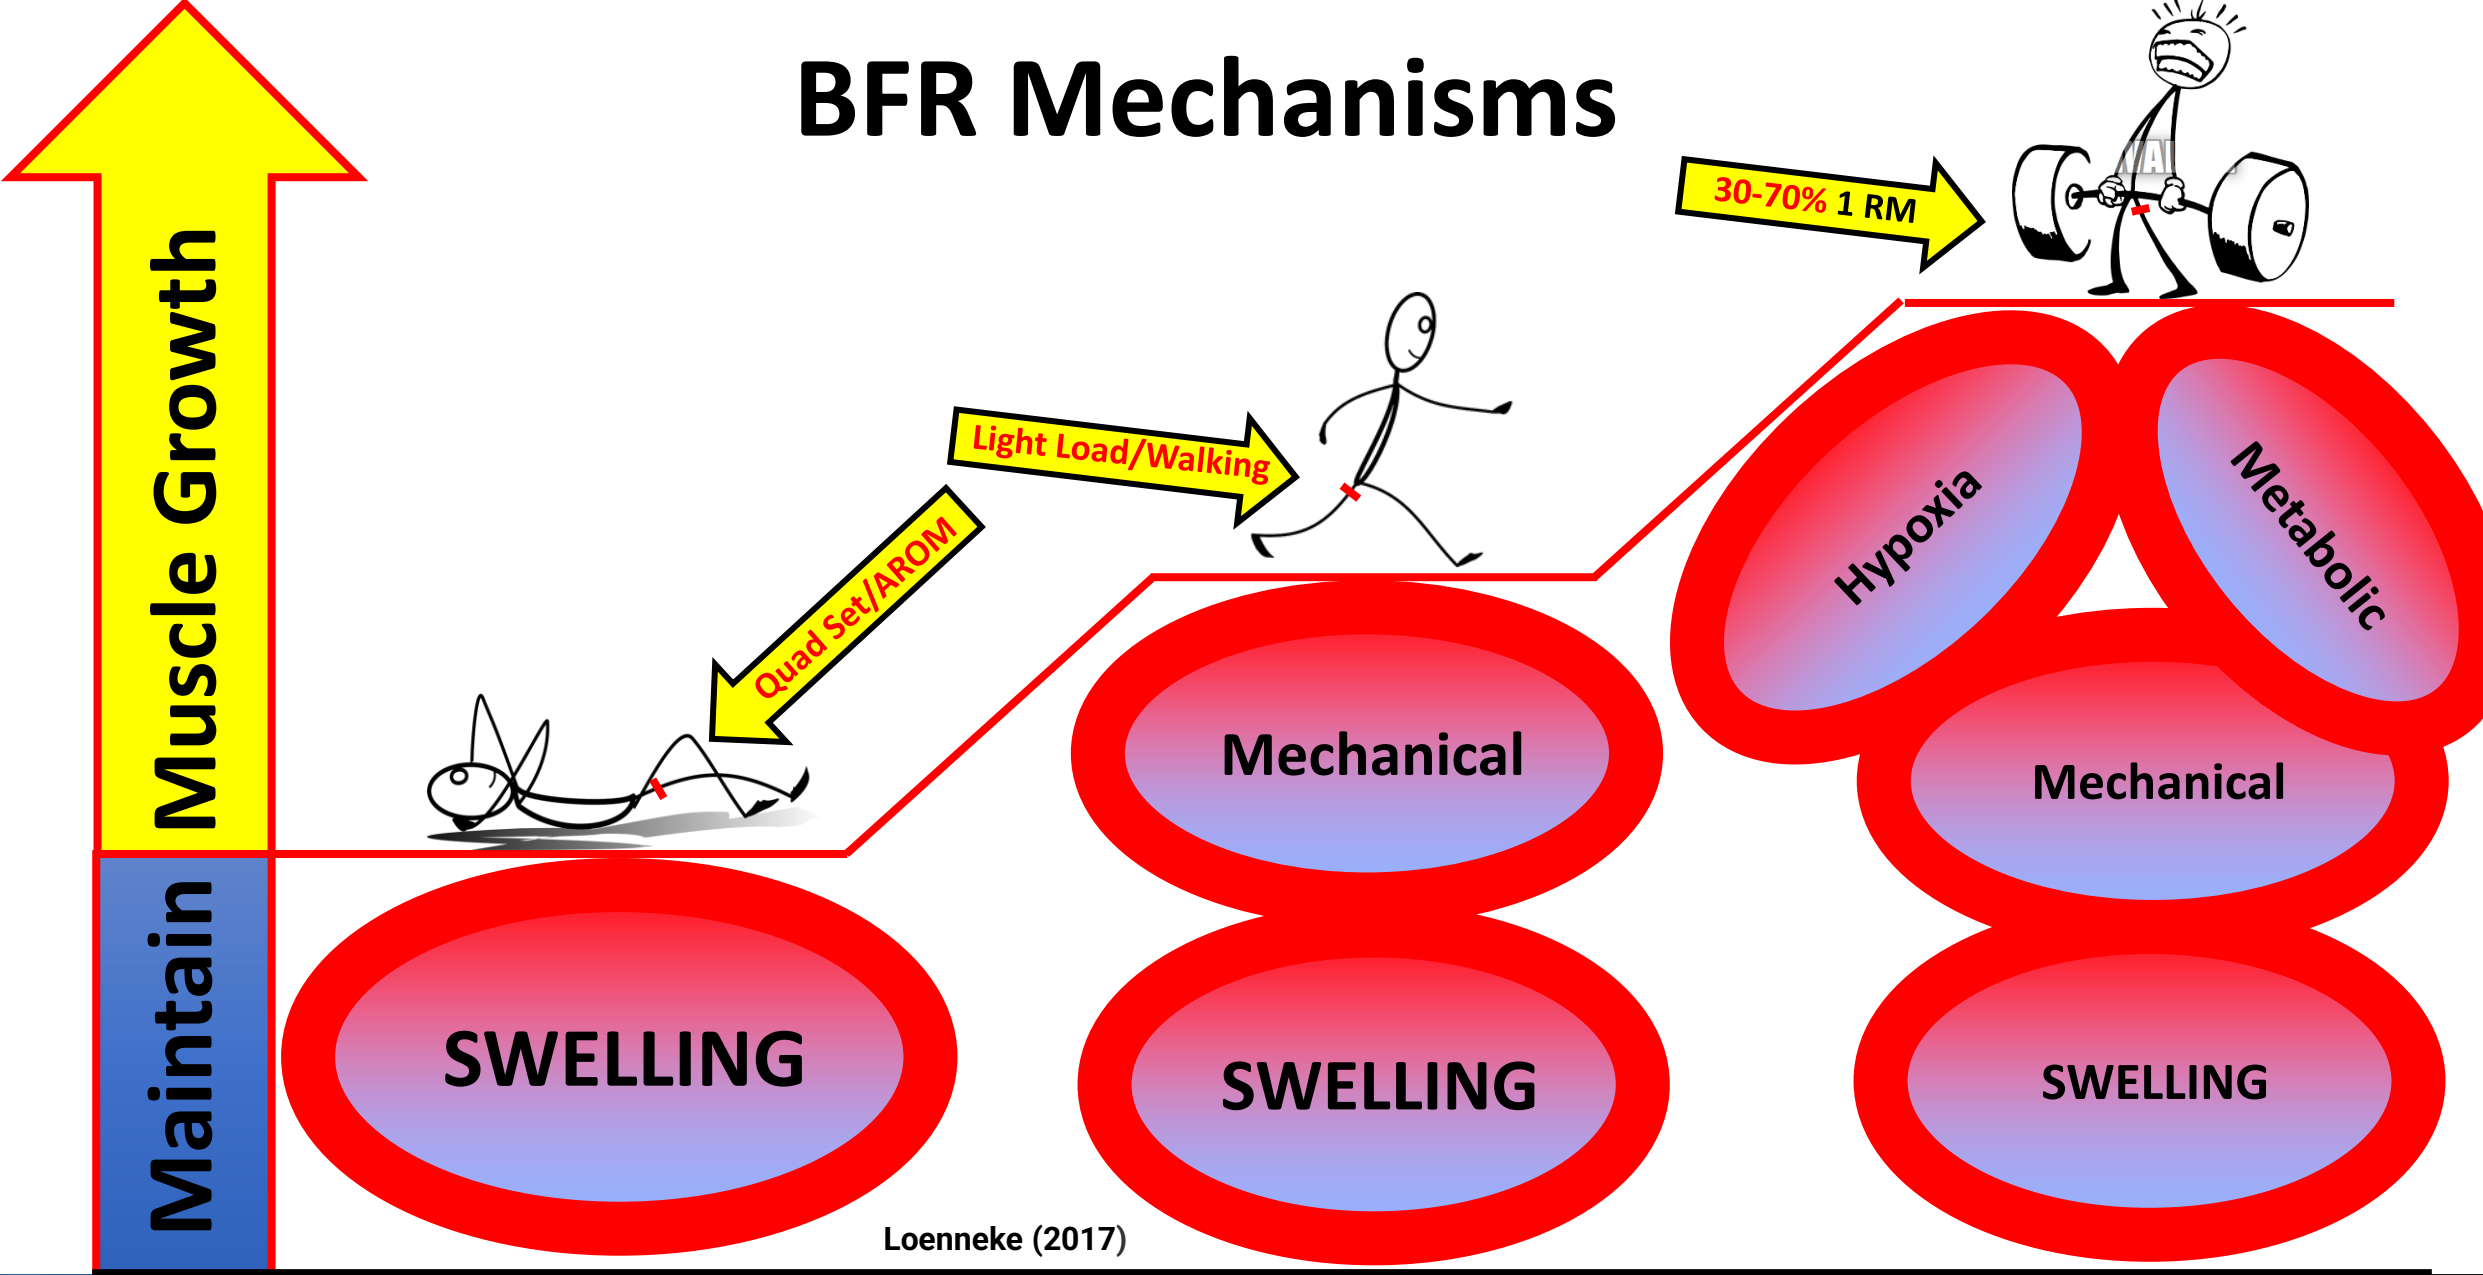 BFR Mechanisms
30-70% 1 RM
Muscle Growth
Light Load/Walking
Quad Set/AROM
Hypoxia
Metabolic
Mechanical
Mechanical
Maintain
SWELLING
SWELLING
SWELLING
Loenneke (2017)